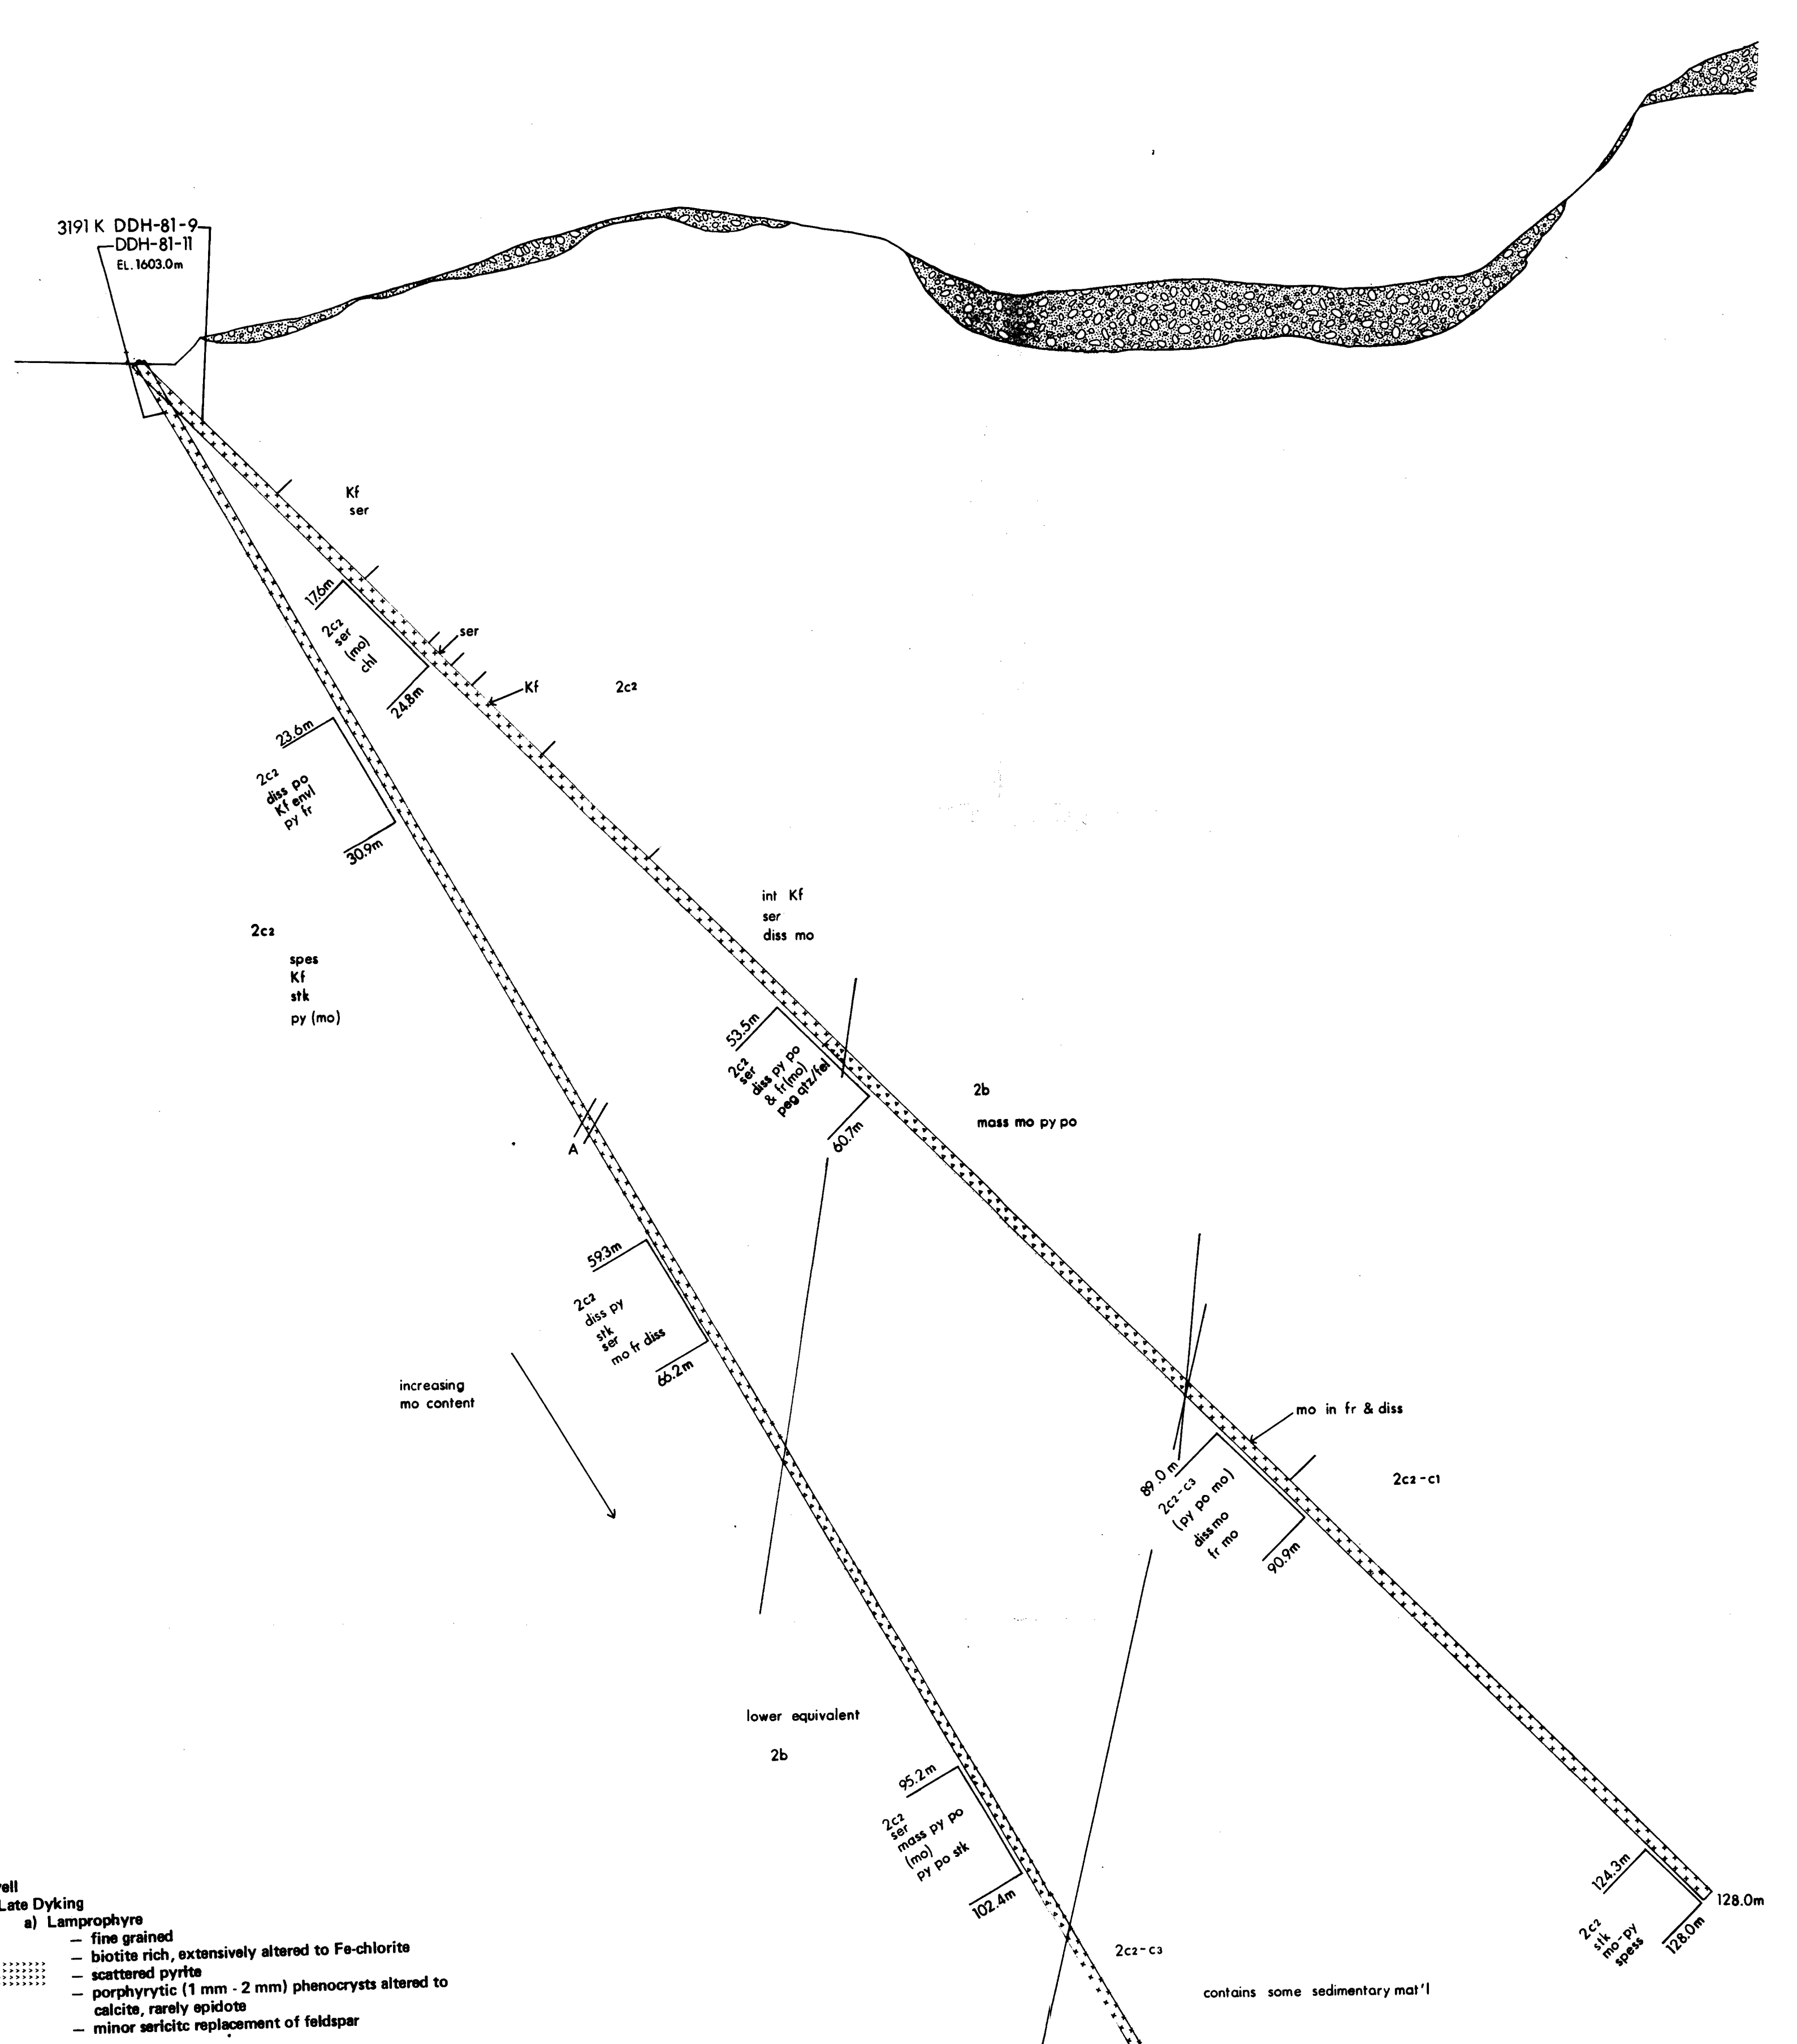 3191 K DDH-81-9
DDH-81-11
EL. 1603.0m
Kf
ser
17.6m
2c2
ser
(mo)
chl
24.8m
ser
Kf
2c2
23.6m
2c2
diss po
Kf envl
py fr
30.9m
2c2
spes
Kf
stk
py (mo)
int Kf
ser
diss mo
53.5m
2c2
ser
diss py po
& fr(mo)
peg qtz/fel
60.7m
2b
mass mo py po
A
59.3m
2c2
diss py
stk
ser
mo fr diss
66.2m
increasing
mo content
mo in fr & diss
89.0 m
2c2-c3
(py po mo)
diss mo
fr mo
90.9m
2c2-c1
lower equivalent
2b
95.2m
2c2
ser
mass py po
(mo)
py po stk
102.4m
124.3m
2c2
stk
mo-py
spess
128.0m
128.0m
2c2-c3
contains some sedimentary mat'l
ell
Late Dyking
a) Lamprophyre
— fine grained
— biotite rich, extensively altered to Fe-chlorite
— scattered pyrite
— porphyrytic (1 mm - 2 mm) phenocrysts altered to
calcite, rarely epidote
— minor sericitc replacement of feldspar